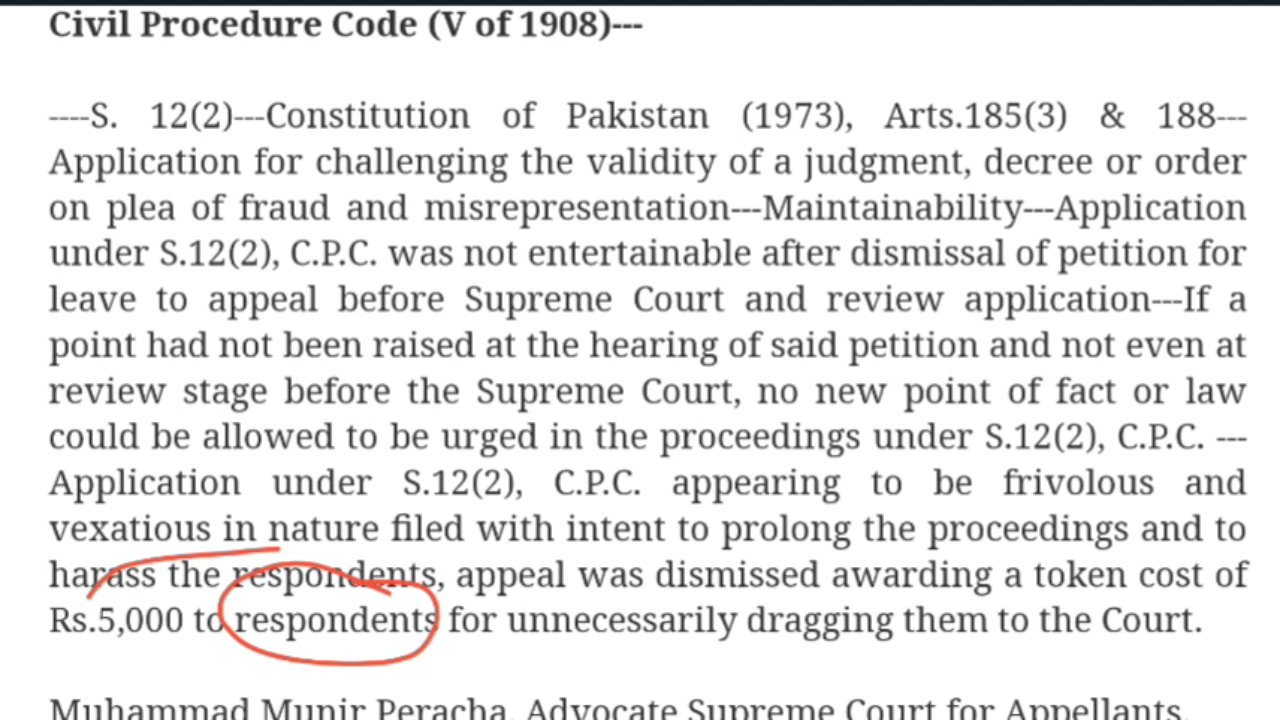 Civil Procedure Code (V of 1908)---
----S. 12(2)---Constitution of Pakistan (1973), Arts.185(3) & 188---
Application for challenging the validity of a judgment, decree or order
on plea of fraud and misrepresentation---Maintainability---Application
under S.12(2), C.P.C. was not entertainable after dismissal of petition for
leave to appeal before Supreme Court and review application---If a
point had not been raised at the hearing of said petition and not even at
review stage before the Supreme Court, no new point of fact or law
could be allowed to be urged in the proceedings under S.12(2), C.P.C. ---
Application under S.12(2), C.P.C. appearing to be frivolous and
vexatious in nature filed with intent to prolong the proceedings and to
harass the respondents, appeal was dismissed awarding a token cost of
Rs.5,000 to respondents for unnecessarily dragging them to the Court.
Muhammad Munir Peracha, Advocate Supreme Court for Appellants.